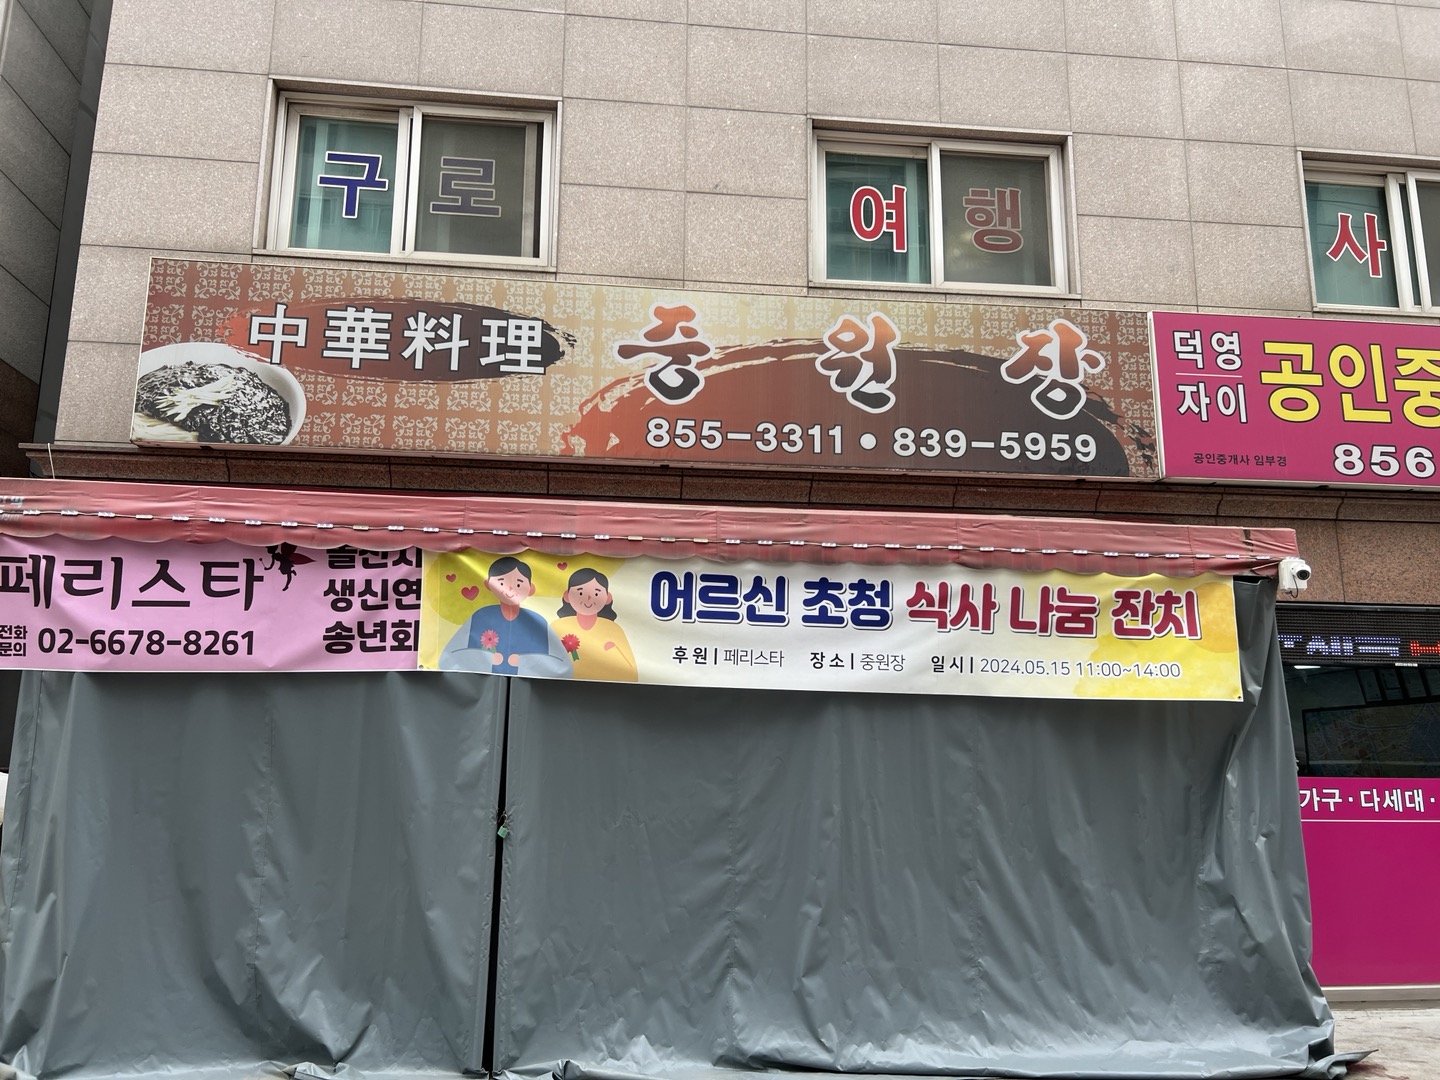 구로 여행사
中華料理 중원장
855-3311 • 839-5959
덕영
자이
공인중
공인중개사 임부경
856
페리스타
전화
문의
02-6678-8261
생신연
송년회
어르신 초청 식사 나눔 잔치
후원 | 페리스타 장소 | 중원장 일시 | 2024.05.15 11:00~14:00
가구 · 다세대 ·